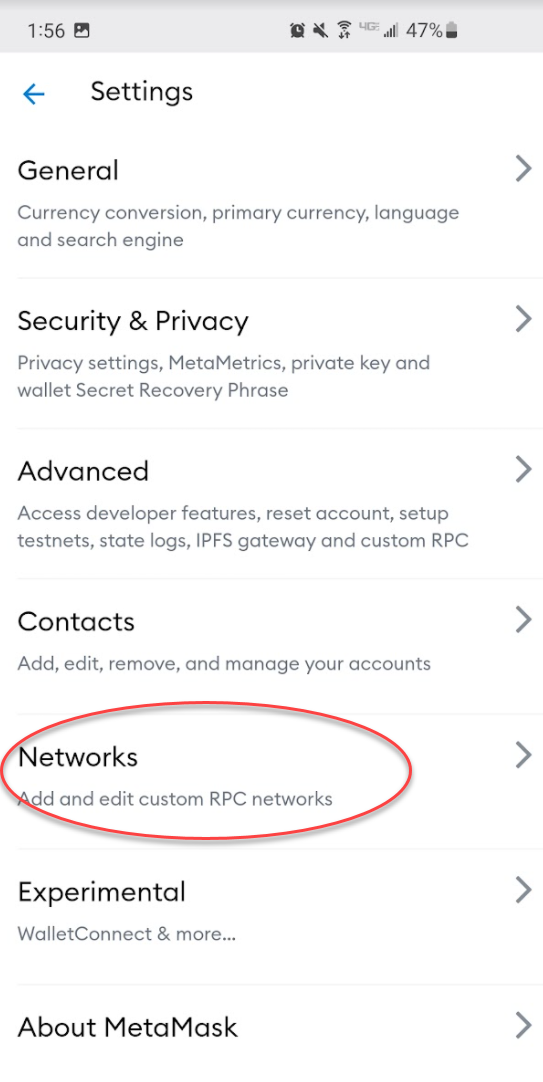 1:56 4G 47%
Settings
General
Currency conversion, primary currency, language
and search engine
Security & Privacy
Privacy settings, MetaMetrics, private key and
wallet Secret Recovery Phrase
Advanced
Access developer features, reset account, setup
testnets, state logs, IPFS gateway and custom RPC
Contacts
Add, edit, remove, and manage your accounts
Networks
Add and edit custom RPC networks
Experimental
WalletConnect & more...
About MetaMask